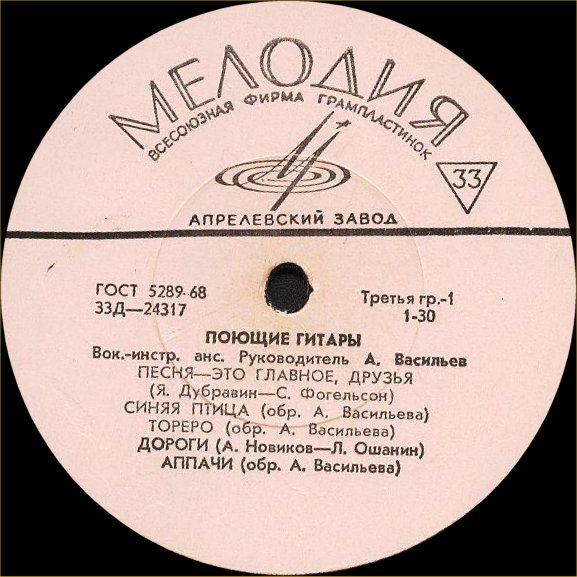 МЕЛОДИЯ
ВСЕСОЮЗНАЯ ФИРМА ГРАМПЛАСТИНОК
33
АПРЕЛЕВСКИЙ ЗАВОД
ГОСТ 5289-68
33Д—24317
Третья гр.-1
1-30
ПОЮЩИЕ ГИТАРЫ
Вок.-инстр. анс. Руководитель А. Васильев
ПЕСНЯ—ЭТО ГЛАВНОЕ, ДРУЗЬЯ
(Я. Дубравин—С. Фогельсон)
СИНЯЯ ПТИЦА (обр. А. Васильева)
ТОРЕРО (обр. А. Васильева)
ДОРОГИ (А. Новиков—Л. Ошанин)
АППАЧИ (обр. А. Васильева)